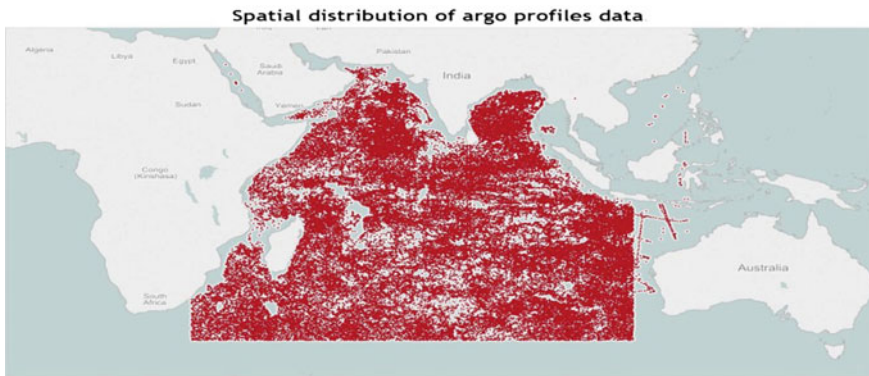 Spatial distribution of argo profiles data
Algeria
Libya
Egypt
Saudi
Arabia
Pakistan
India
Sudan
Yemen
Congo
(Kinshasa)
South
Africa
Australia